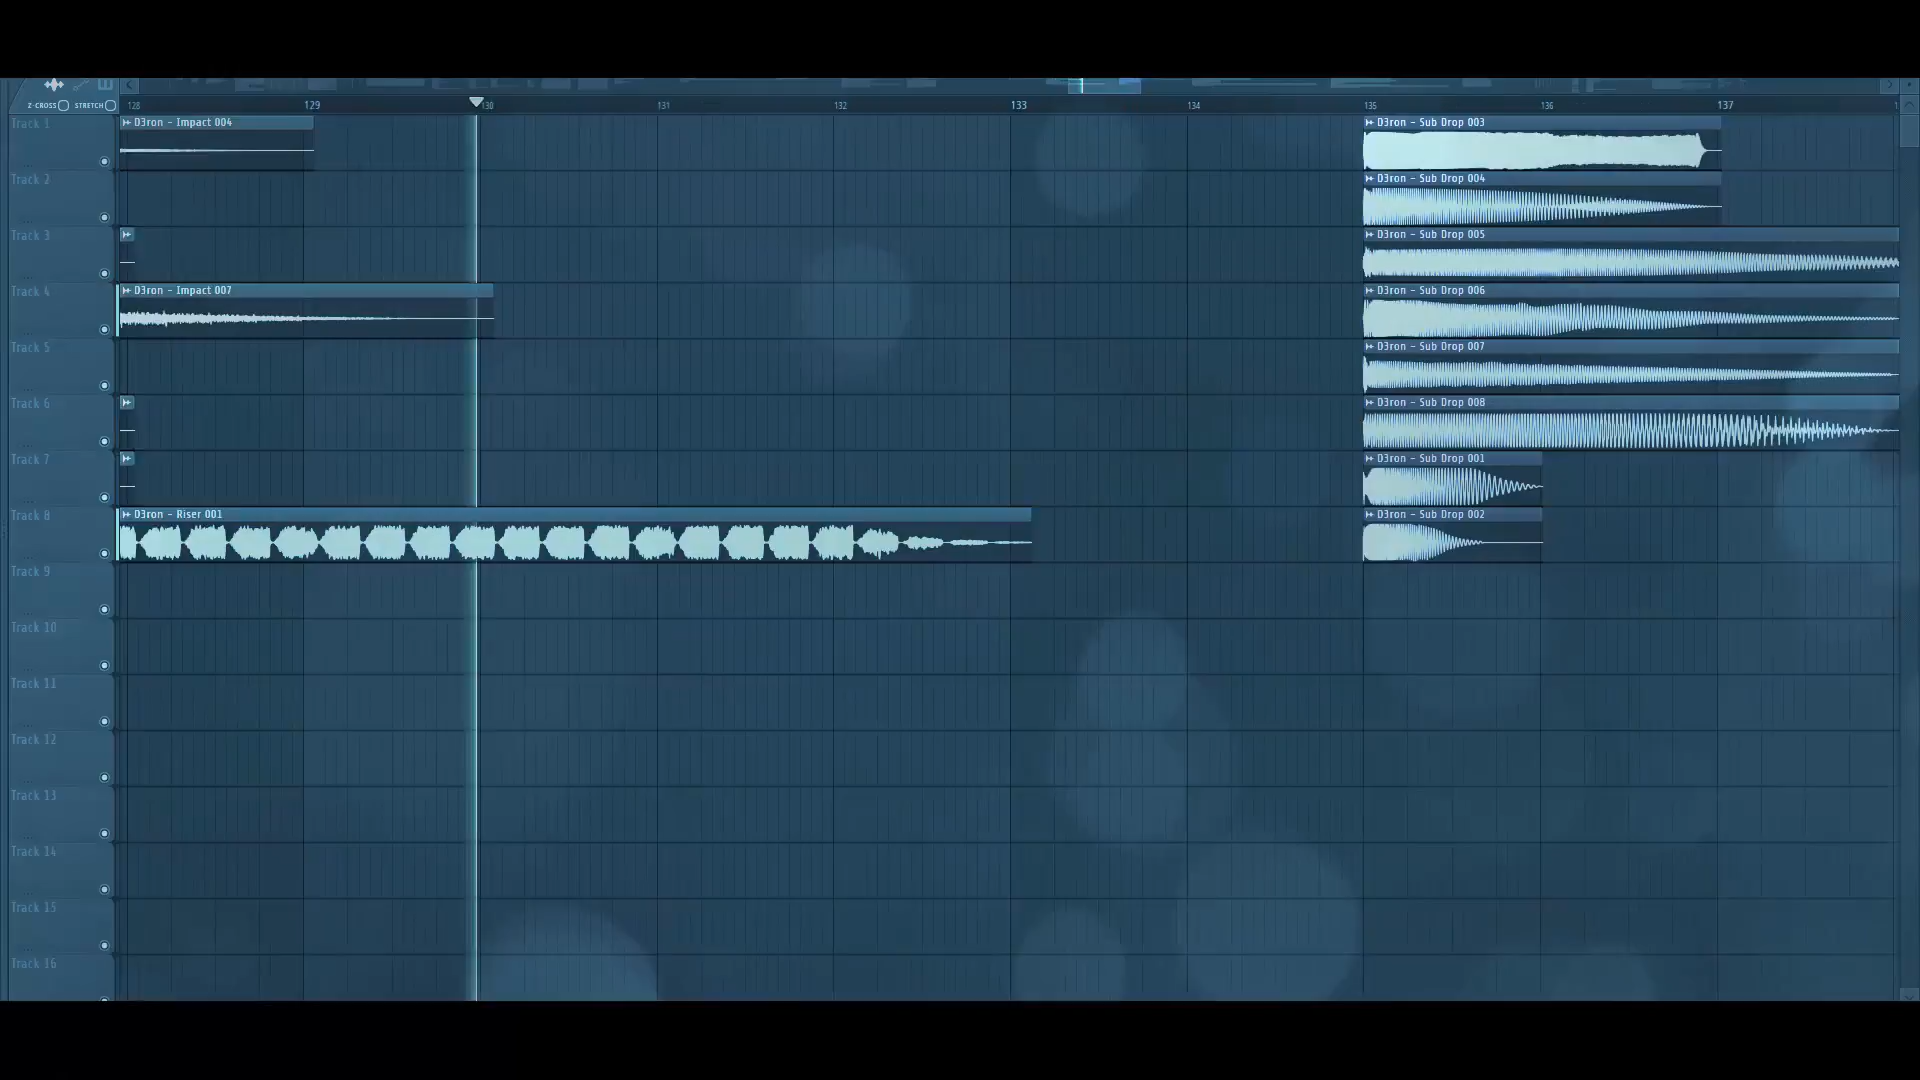 Z-CROSS STRETCH 128 129 130 131 132 133 134 135 136 137
Track 1 D3ron - Impact 004 D3ron - Sub Drop 003
Track 2 D3ron - Sub Drop 004
Track 3 D3ron - Sub Drop 005
Track 4 D3ron - Impact 007 D3ron - Sub Drop 006
Track 5 D3ron - Sub Drop 007
Track 6 D3ron - Sub Drop 008
Track 7 D3ron - Sub Drop 001
Track 8 D3ron - Riser 001 D3ron - Sub Drop 002
Track 9
Track 10
Track 11
Track 12
Track 13
Track 14
Track 15
Track 16